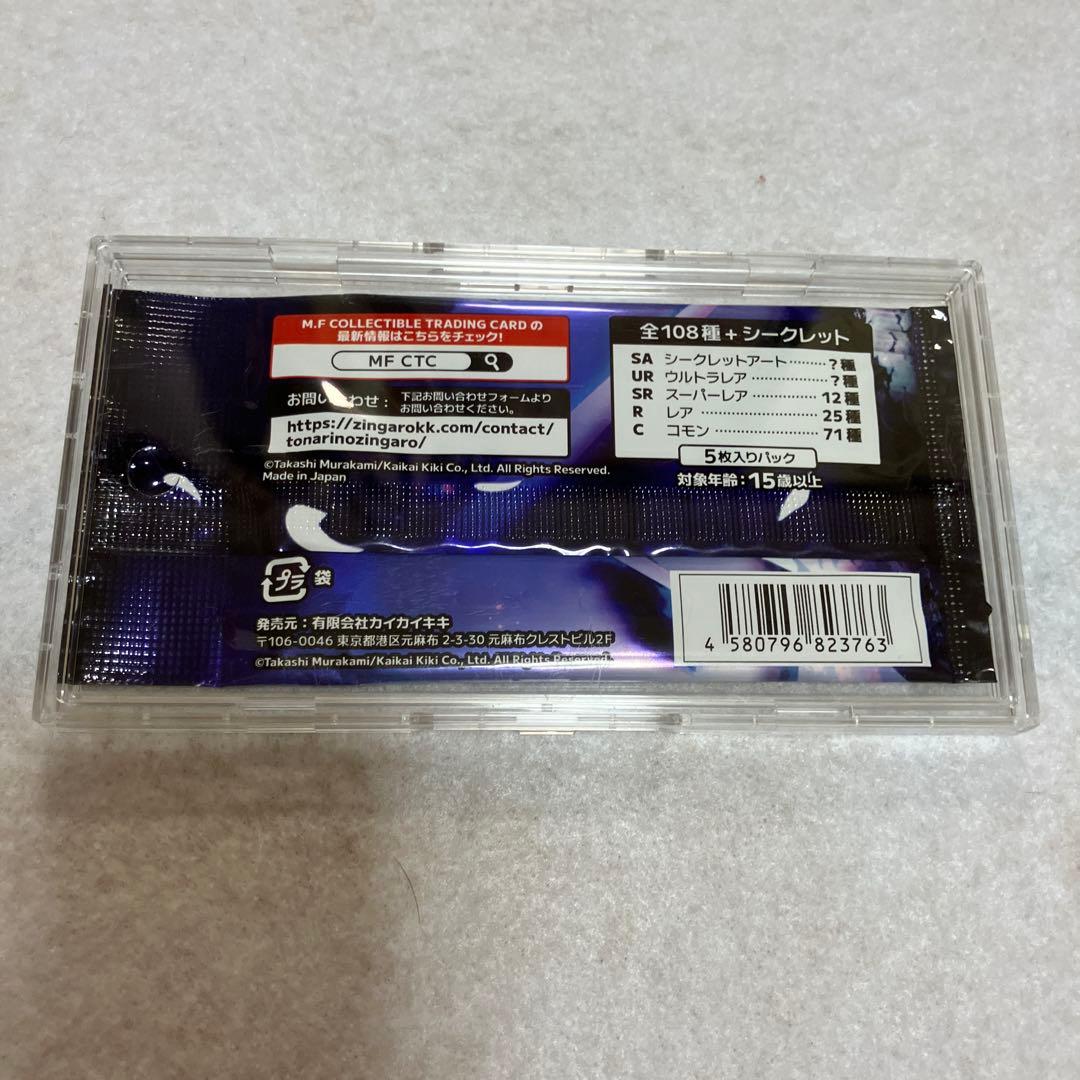 M.F COLLECTIBLE TRADING CARD の
最新情報はこちらをチェック!
MF CTC
お問い合わせ： 下記お問い合わせフォームより
お問い合わせください。
https://zingarokk.com/contact/
tonarinozingaro/
©Takashi Murakami/Kaikai Kiki Co., Ltd. All Rights Reserved.
Made in Japan
全108種＋シークレット
SA シークレットアート………？種
UR ウルトラレア……………？種
SR スーパーレア……………12種
R レア……………………25種
C コモン…………………71種
5枚入りパック
対象年齢：15歳以上
プラ 袋
発売元：有限会社カイカイキキ
〒106-0046 東京都港区元麻布 2-3-30 元麻布クレストビル2F
©Takashi Murakami/Kaikai Kiki Co., Ltd. All Rights Reserved.
4 580796 823763